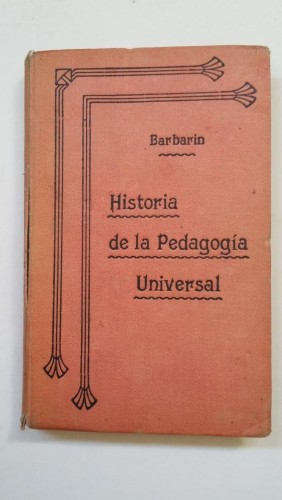 Barbarin
Historia
de la Pedagogía
Universal